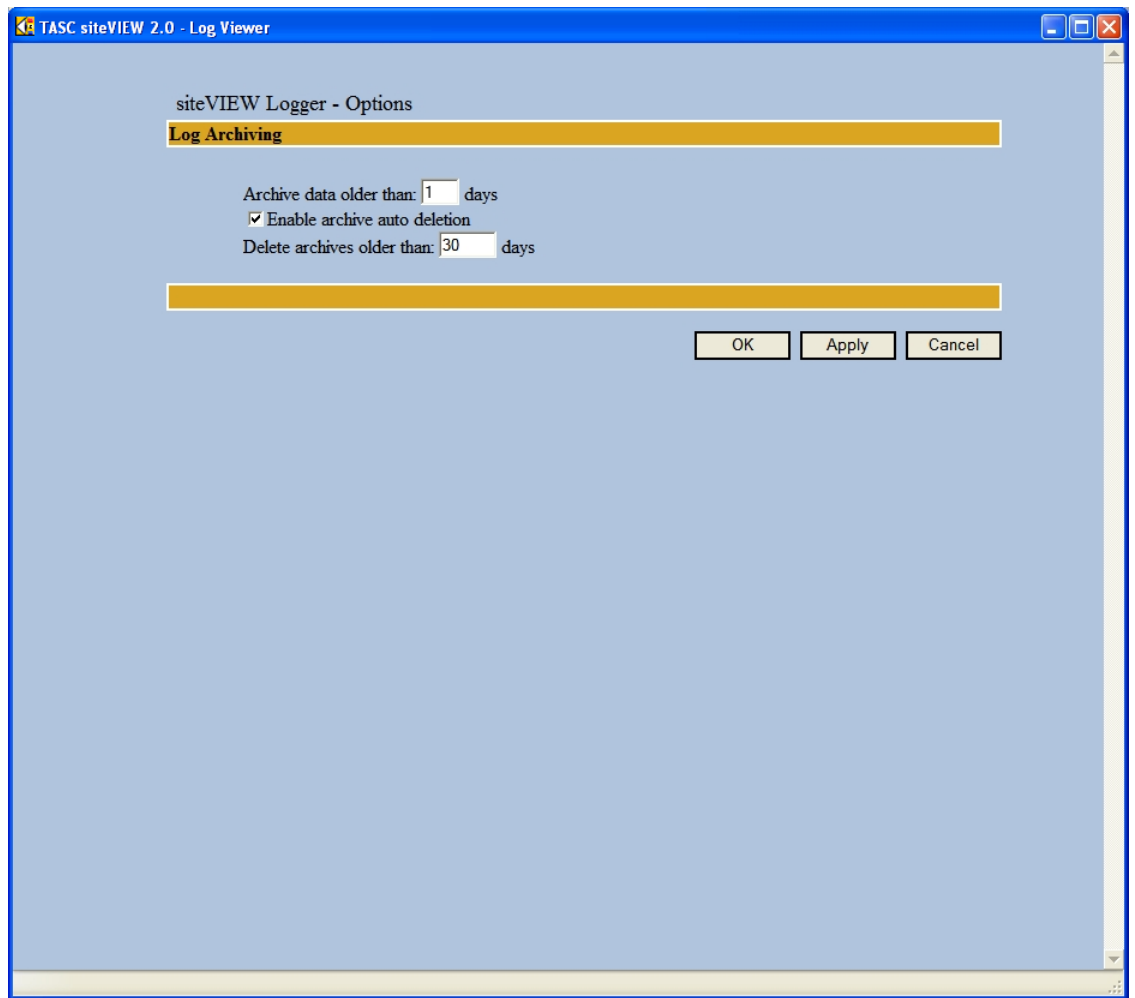 TASC siteVIEW 2.0 - Log Viewer
siteVIEW Logger - Options
Log Archiving
Archive data older than: 1 days
Enable archive auto deletion
Delete archives older than: 30 days
OK Apply Cancel